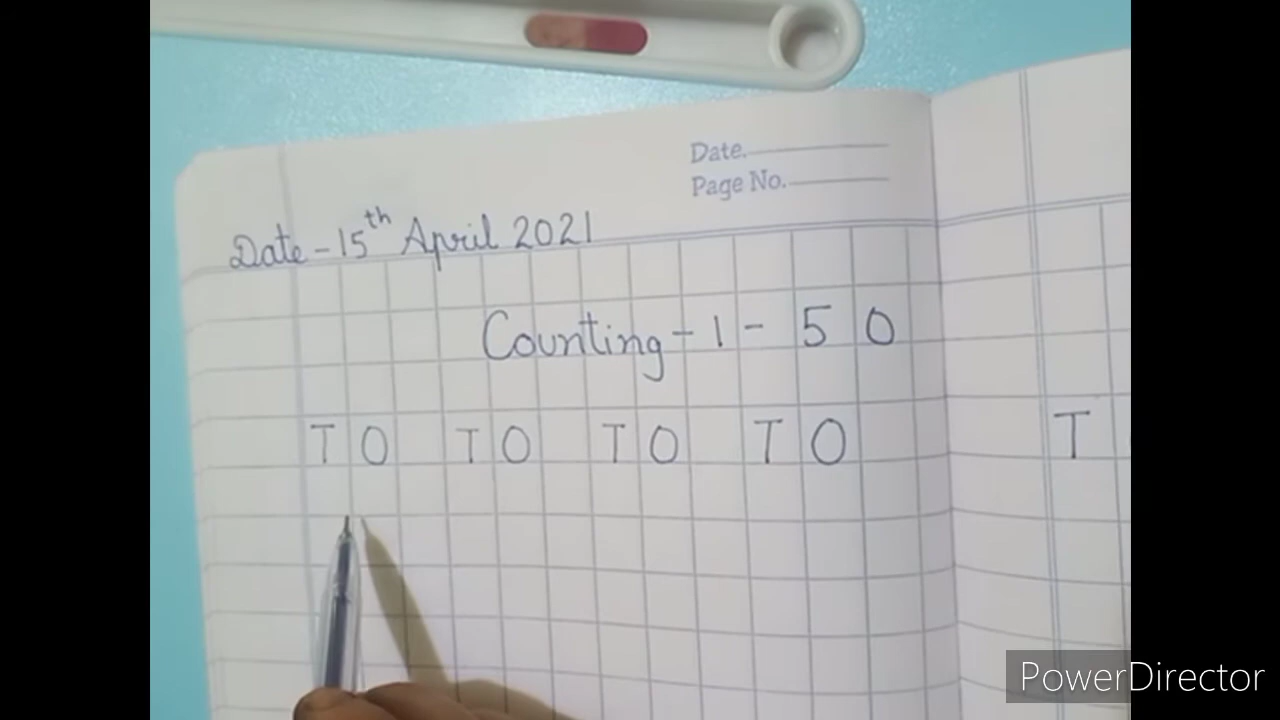 Date.
Page No.
Date - 15th April 2021
Counting - 1 - 50
T O T O T O T O T
PowerDirector